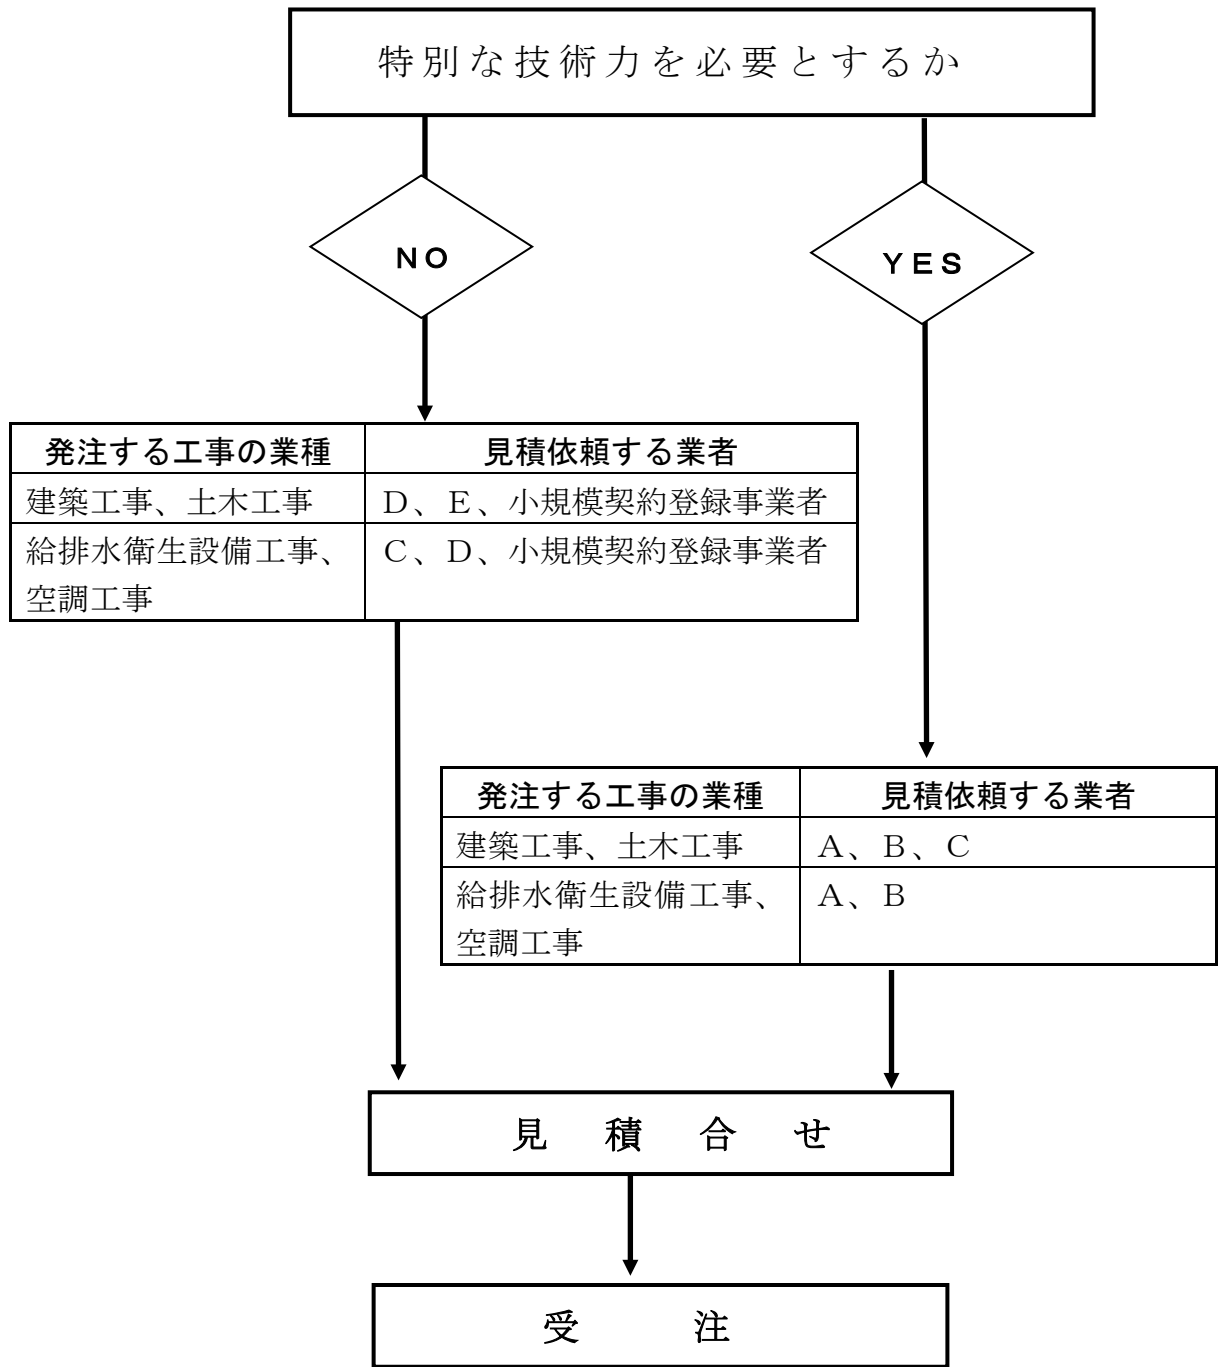 特別な技術力を必要とするか
NO
YES
発注する工事の業種 見積依頼する業者
建築工事、土木工事 D、E、小規模契約登録事業者
給排水衛生設備工事、 C、D、小規模契約登録事業者
空調工事
発注する工事の業種 見積依頼する業者
建築工事、土木工事 A、B、C
給排水衛生設備工事、 A、B
空調工事
見積合せ
受注